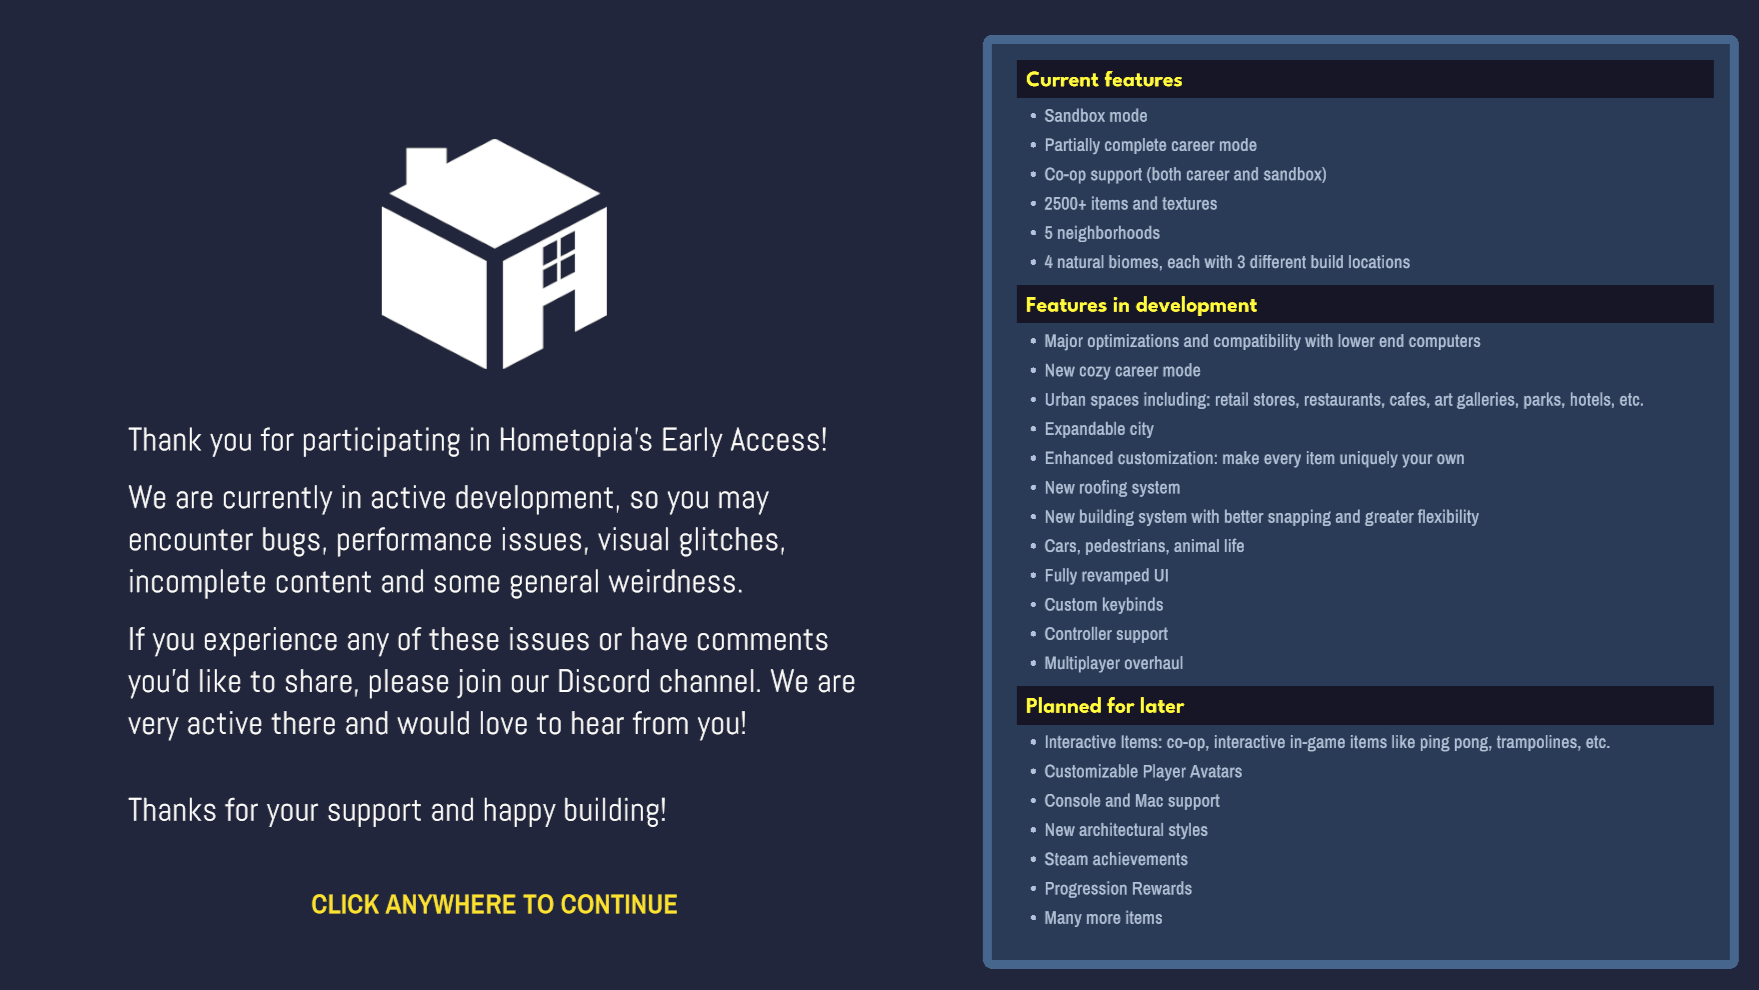 Thank you for participating in Hometopia's Early Access!
We are currently in active development, so you may
encounter bugs, performance issues, visual glitches,
incomplete content and some general weirdness.
If you experience any of these issues or have comments
you'd like to share, please join our Discord channel. We are
very active there and would love to hear from you!
Thanks for your support and happy building!
CLICK ANYWHERE TO CONTINUE
Current features
• Sandbox mode
• Partially complete career mode
• Co-op support (both career and sandbox)
• 2500+ items and textures
• 5 neighborhoods
• 4 natural biomes, each with 3 different build locations
Features in development
• Major optimizations and compatibility with lower end computers
• New cozy career mode
• Urban spaces including: retail stores, restaurants, cafes, art galleries, parks, hotels, etc.
• Expandable city
• Enhanced customization: make every item uniquely your own
• New roofing system
• New building system with better snapping and greater flexibility
• Cars, pedestrians, animal life
• Fully revamped UI
• Custom keybinds
• Controller support
• Multiplayer overhaul
Planned for later
• Interactive Items: co-op, interactive in-game items like ping pong, trampolines, etc.
• Customizable Player Avatars
• Console and Mac support
• New architectural styles
• Steam achievements
• Progression Rewards
• Many more items